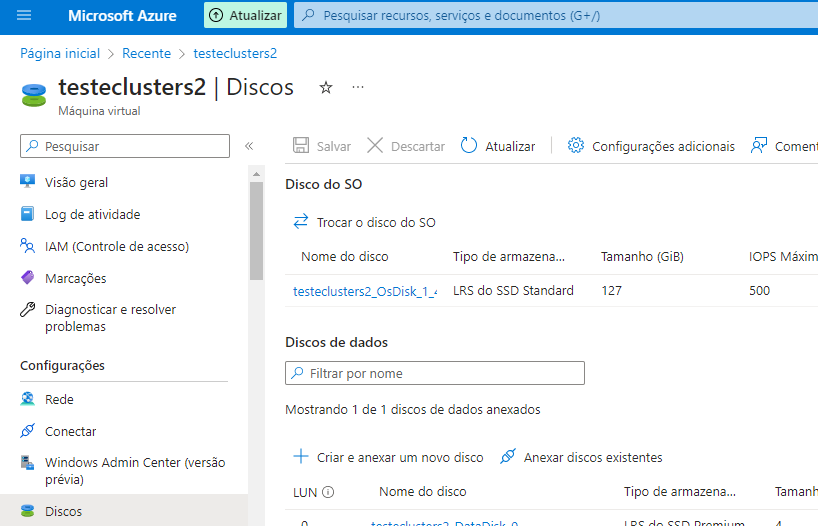 Microsoft Azure
Atualizar
Pesquisar recursos, serviços e documentos (G+/)
Página inicial > Recente > testeclusters2
testeclusters2 | Discos
Máquina virtual
Pesquisar
Visão geral
Log de atividade
IAM (Controle de acesso)
Marcações
Diagnosticar e resolver
problemas
Configurações
Rede
Conectar
Windows Admin Center (versão
prévia)
Discos
Salvar
Descartar
Atualizar
Configurações adicionais
Coment
Disco do SO
Trocar o disco do SO
Nome do disco Tipo de armazena... Tamanho (GiB) IOPS Máxim
testeclusters2_OsDisk_1_ LRS do SSD Standard 127 500
Discos de dados
Filtrar por nome
Mostrando 1 de 1 discos de dados anexados
Criar e anexar um novo disco
Anexar discos existentes
LUN Nome do disco Tipo de armazena... Tamanh
0 testeclusters2_DataDisk_0 LRS do SSD Premium 4